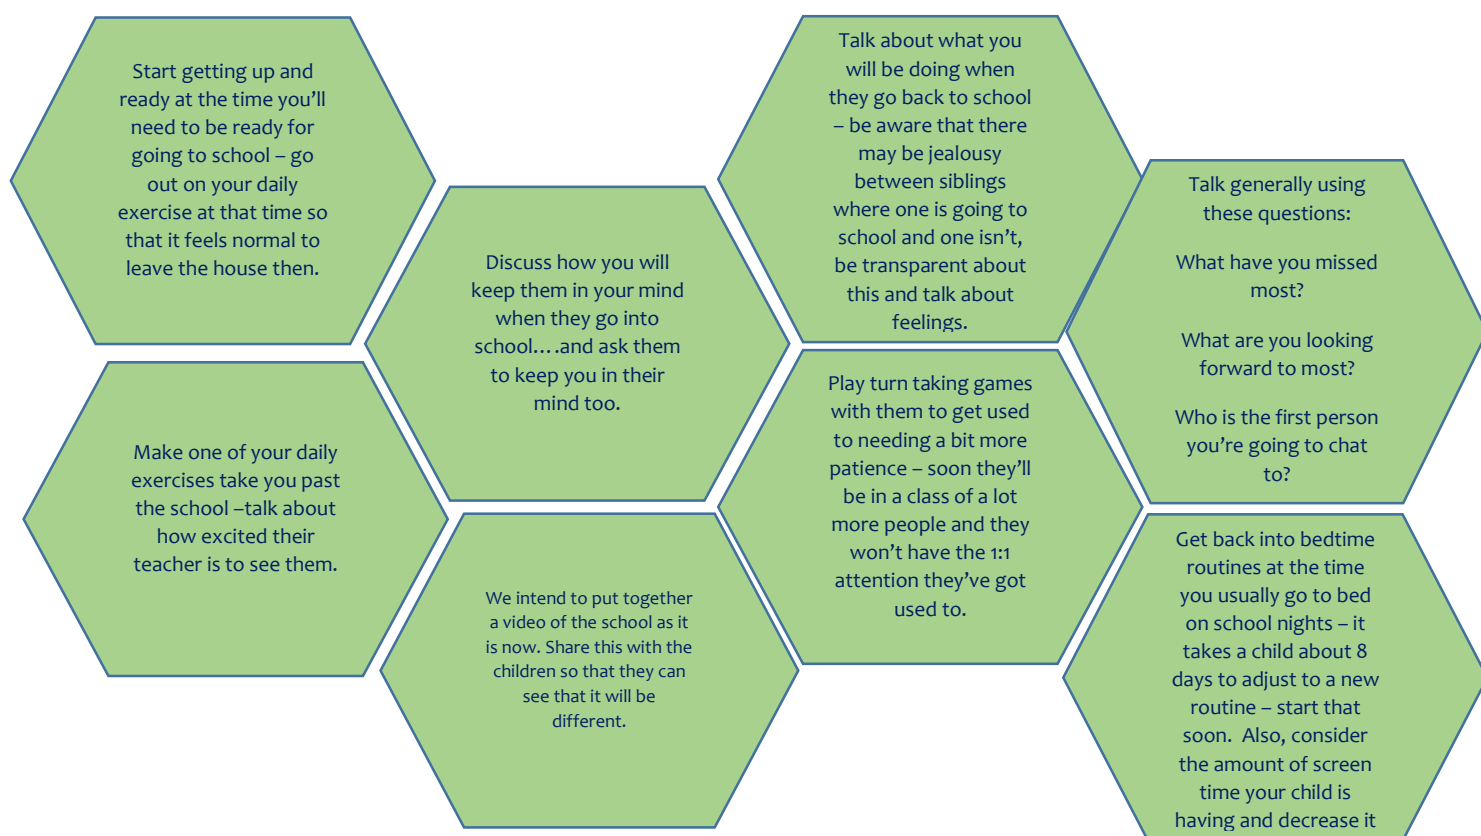 Start getting up and
ready at the time you’ll
need to be ready for
going to school – go
out on your daily
exercise at that time so
that it feels normal to
leave the house then.
Make one of your daily
exercises take you past
the school –talk about
how excited their
teacher is to see them.
Discuss how you will
keep them in your mind
when they go into
school….and ask them
to keep you in their
mind too.
We intend to put together
a video of the school as it
is now. Share this with the
children so that they can
see that it will be
different.
Talk about what you
will be doing when
they go back to school
– be aware that there
may be jealousy
between siblings
where one is going to
school and one isn’t,
be transparent about
this and talk about
feelings.
Play turn taking games
with them to get used
to needing a bit more
patience – soon they’ll
be in a class of a lot
more people and they
won’t have the 1:1
attention they’ve got
used to.
Talk generally using
these questions:
What have you missed
most?
What are you looking
forward to most?
Who is the first person
you’re going to chat
to?
Get back into bedtime
routines at the time
you usually go to bed
on school nights – it
takes a child about 8
days to adjust to a new
routine – start that
soon. Also, consider
the amount of screen
time your child is
having and decrease it